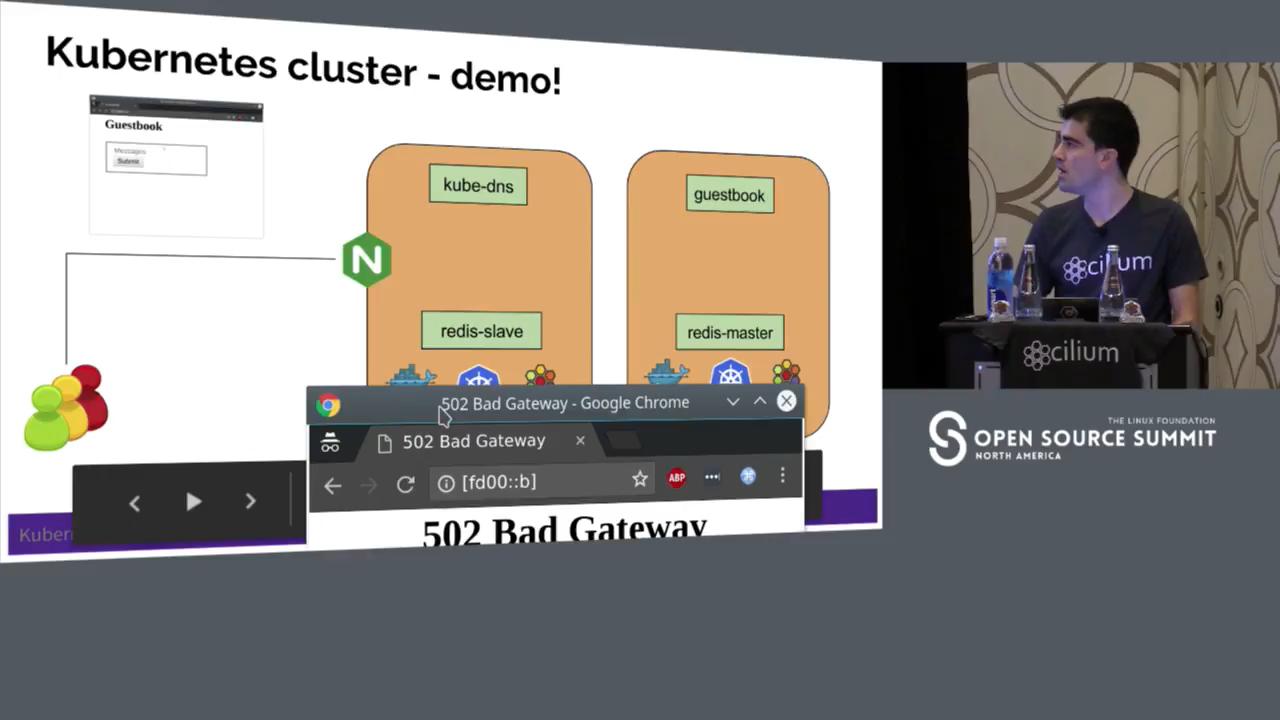 Kubernetes cluster - demo!
Guestbook
Messages
Submit
kube-dns
guestbook
N
redis-slave
redis-master
502 Bad Gateway - Google Chrome
502 Bad Gateway
ABP
[fd00::b]
502 Bad Gateway
Kubern
cilium
cilium
THE LINUX FOUNDATION
OPEN SOURCE SUMMIT
NORTH AMERICA